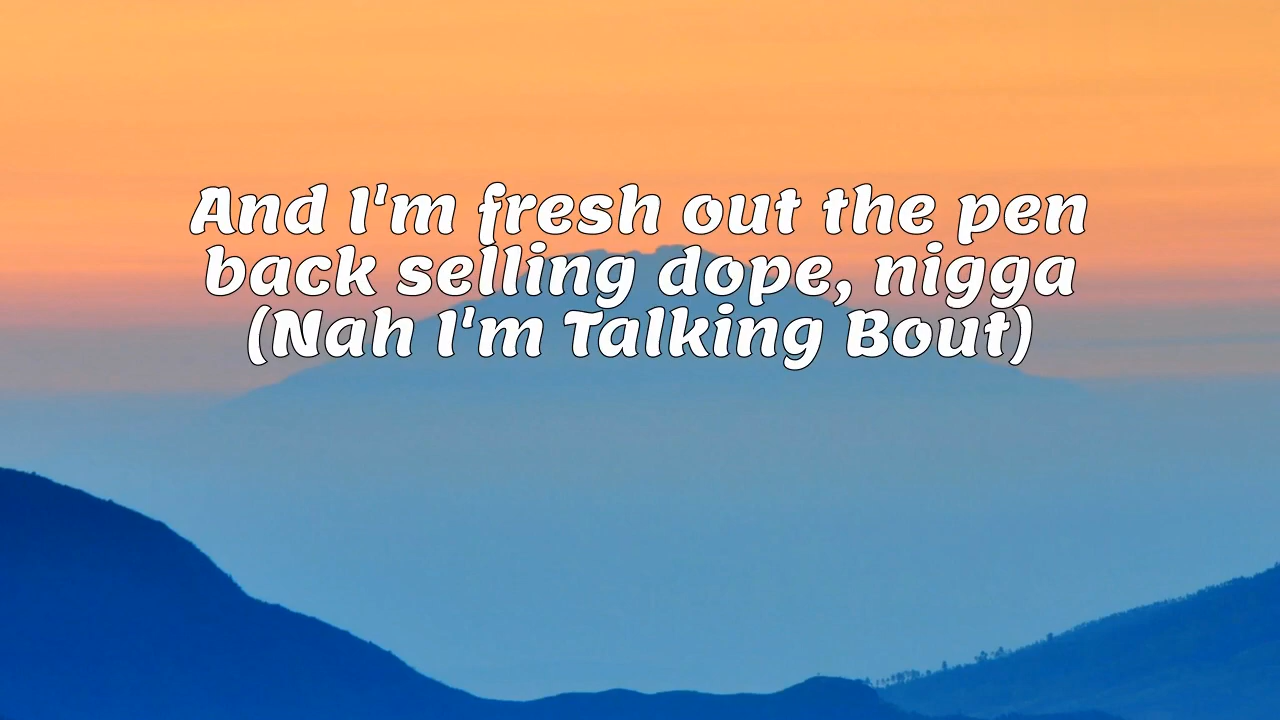 And I'm fresh out the pen
back selling dope, nigga
(Nah I'm Talking Bout)